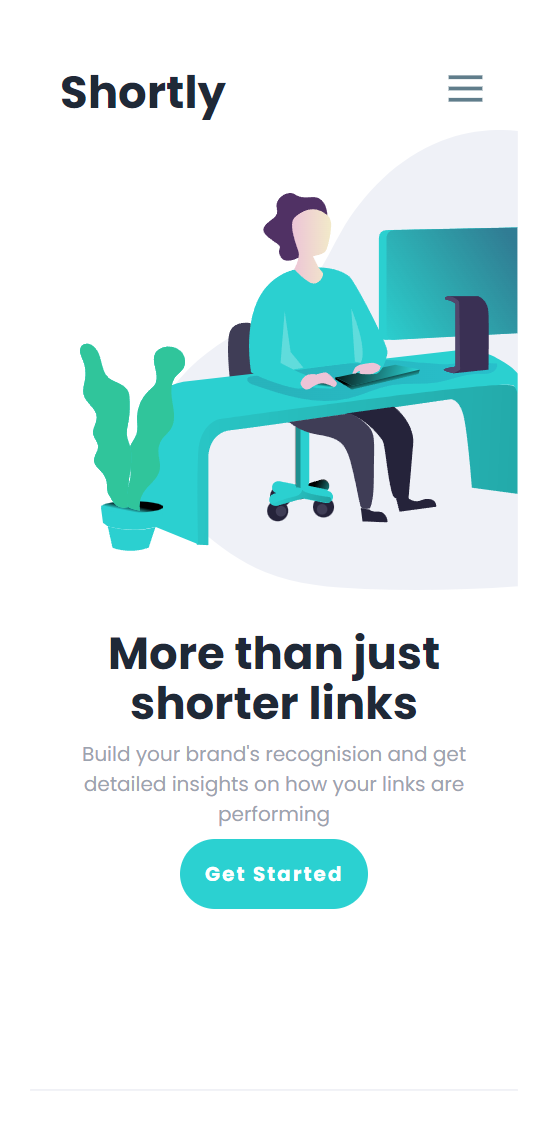 Shortly
More than just
shorter links
Build your brand's recognision and get
detailed insights on how your links are
performing
Get Started